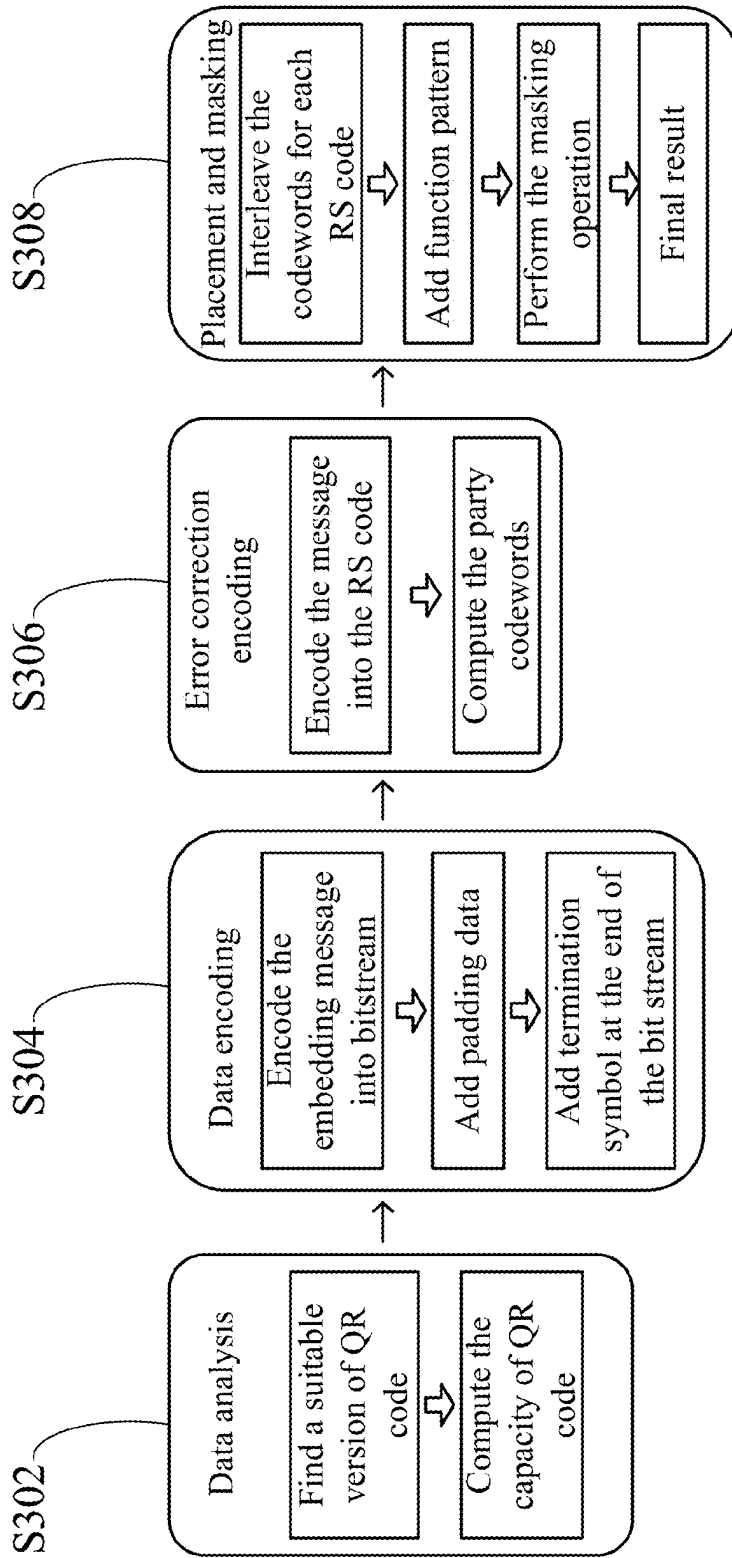 S302
Data analysis
Find a suitable
version of QR
code
Compute the
capacity of QR
code
S304
Data encoding
Encode the
embedding message
into bitstream
Add padding data
Add termination
symbol at the end of
the bit stream
S306
Error correction
encoding
Encode the message
into the RS code
Compute the party
codewords
S308
Placement and masking
Interleave the
codewords for each
RS code
Add function pattern
Perform the masking
operation
Final result